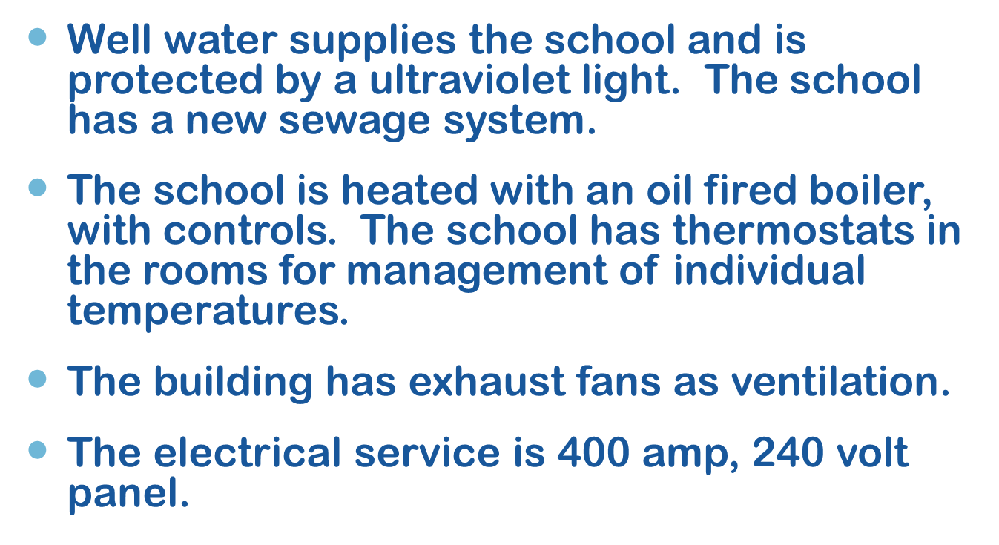 • Well water supplies the school and is
protected by a ultraviolet light.  The school
has a new sewage system.
• The school is heated with an oil fired boiler,
with controls.  The school has thermostats in
the rooms for management of individual
temperatures.
• The building has exhaust fans as ventilation.
• The electrical service is 400 amp, 240 volt
panel.